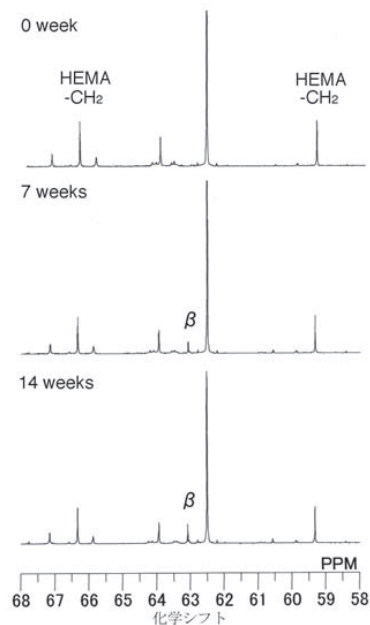 0 week
HEMA
-CH₂
HEMA
-CH₂
7 weeks
β
14 weeks
β
PPM
68 67 66 65 64 63 62 61 60 59 58
化学シフト